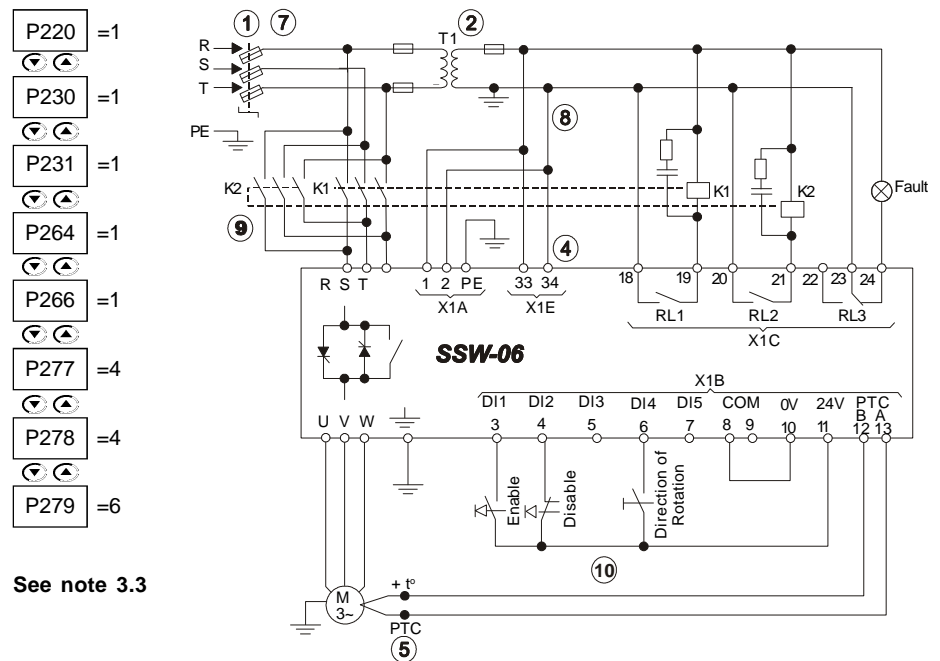 P220 =1
P230 =1
P231 =1
P264 =1
P266 =1
P277 =4
P278 =4
P279 =6
See note 3.3
1 7 2
T1
R
S
T
PE
8
K2 K1 K1 K2 Fault
9
4
R S T 1 2 PE 33 34 18 19 20 21 22 23 24
X1A X1E RL1 RL2 RL3
X1C
SSW-06
X1B
DI1 DI2 DI3 DI4 DI5 COM 0V 24V PTC
B A
U V W 3 4 5 6 7 8 9 10 11 12 13
Enable
Disable
Direction of
Rotation
10
+ tº
M
3~
PTC
5